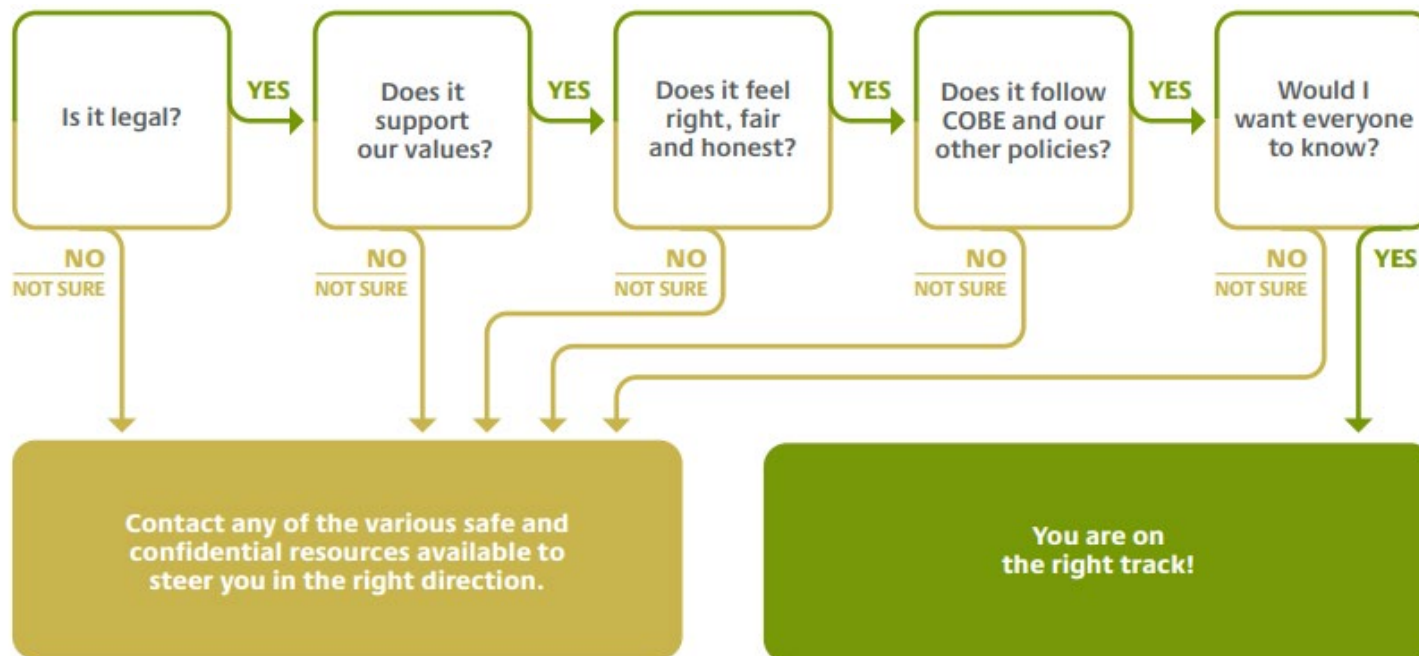 Is it legal?
YES
Does it
support
our values?
YES
Does it feel
right, fair
and honest?
YES
Does it follow
COBE and our
other policies?
YES
Would I
want everyone
to know?
NO
NOT SURE
NO
NOT SURE
NO
NOT SURE
NO
NOT SURE
NO
NOT SURE
YES
Contact any of the various safe and
confidential resources available to
steer you in the right direction.
You are on
the right track!